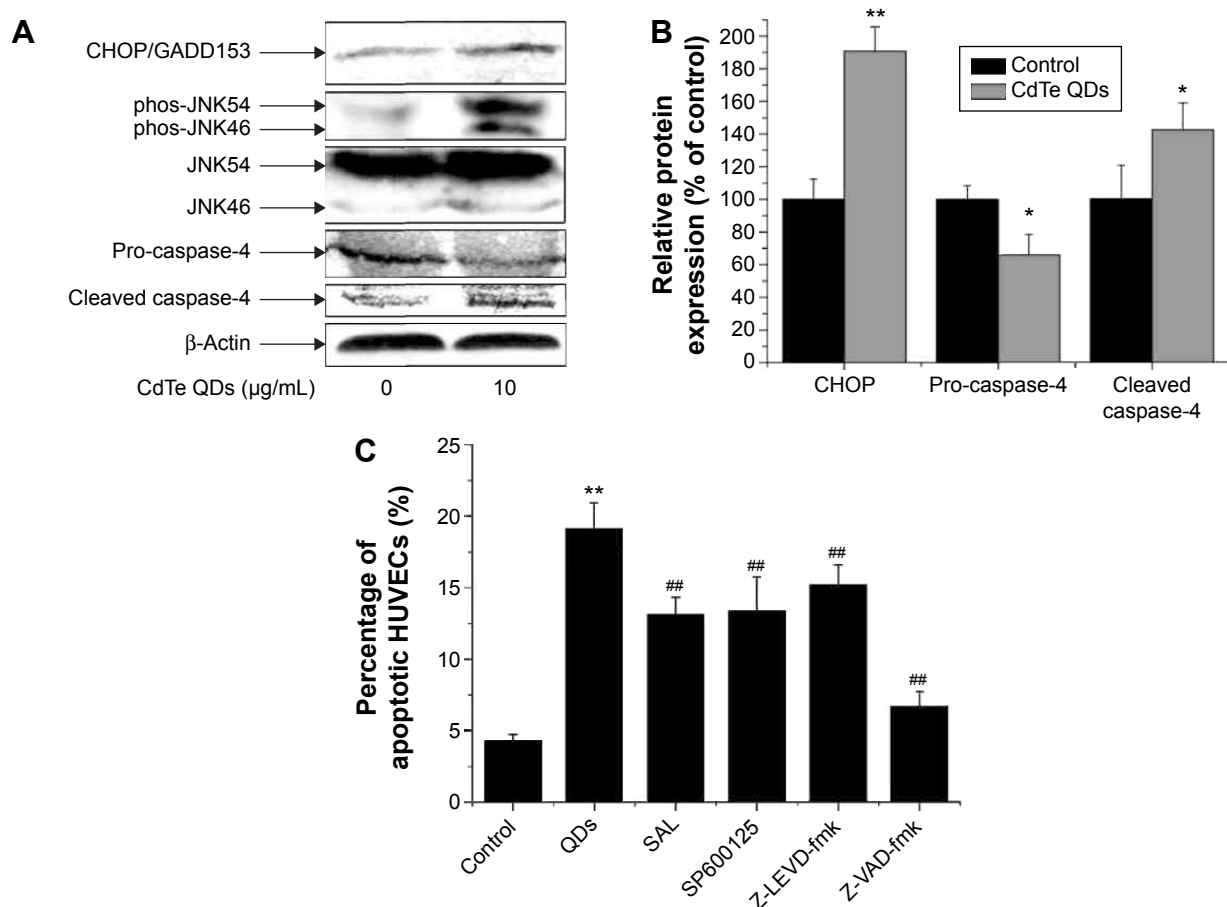 A
CHOP/GADD153
phos-JNK54
phos-JNK46
JNK54
JNK46
Pro-caspase-4
Cleaved caspase-4
β-Actin
CdTe QDs (µg/mL) 0 10
B
Relative protein
expression (% of control)
200
180
160
140
120
100
80
60
40
20
0
**
*
*
Control
CdTe QDs
CHOP
Pro-caspase-4
Cleaved
caspase-4
C
Percentage of
apoptotic HUVECs (%)
25
20
15
10
5
0
**
##
##
##
##
Control
QDs
SAL
SP600125
Z-LEVD-fmk
Z-VAD-fmk